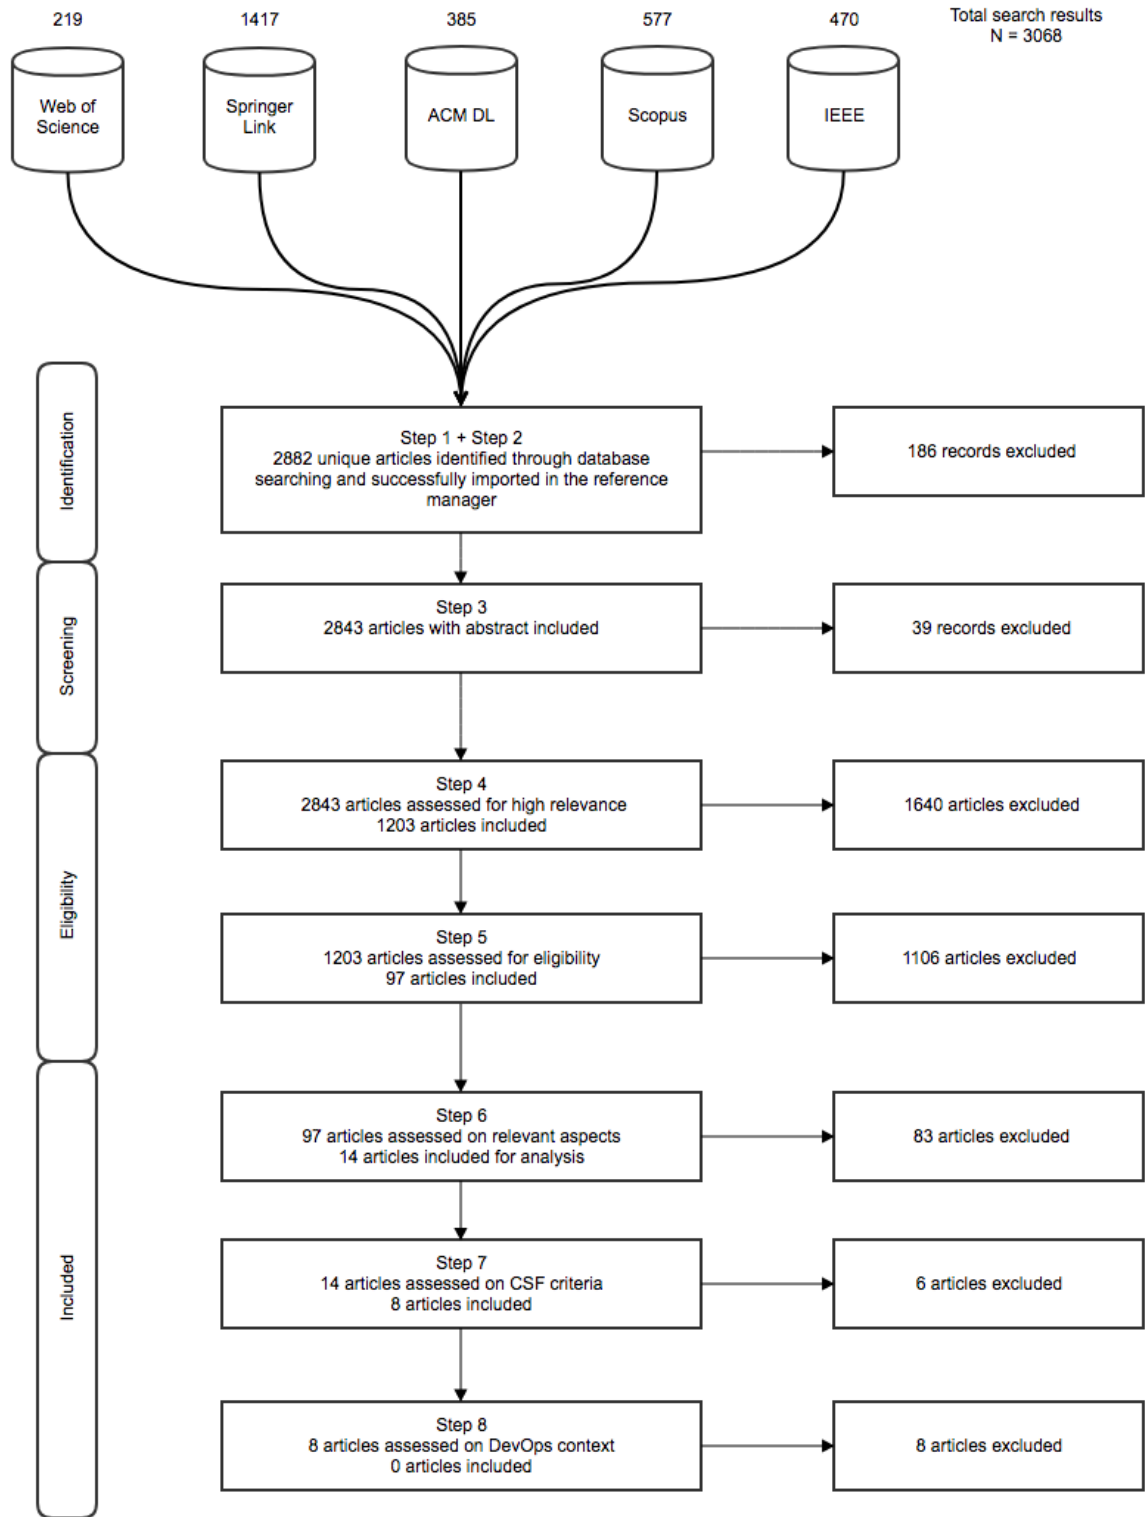 219
1417
385
577
470
Total search results
N = 3068
Web of
Science
Springer
Link
ACM DL
Scopus
IEEE
Identification
Step 1 + Step 2
2882 unique articles identified through database
searching and successfully imported in the reference
manager
186 records excluded
Screening
Step 3
2843 articles with abstract included
39 records excluded
Eligibility
Step 4
2843 articles assessed for high relevance
1203 articles included
1640 articles excluded
Step 5
1203 articles assessed for eligibility
97 articles included
1106 articles excluded
Included
Step 6
97 articles assessed on relevant aspects
14 articles included for analysis
83 articles excluded
Step 7
14 articles assessed on CSF criteria
8 articles included
6 articles excluded
Step 8
8 articles assessed on DevOps context
0 articles included
8 articles excluded